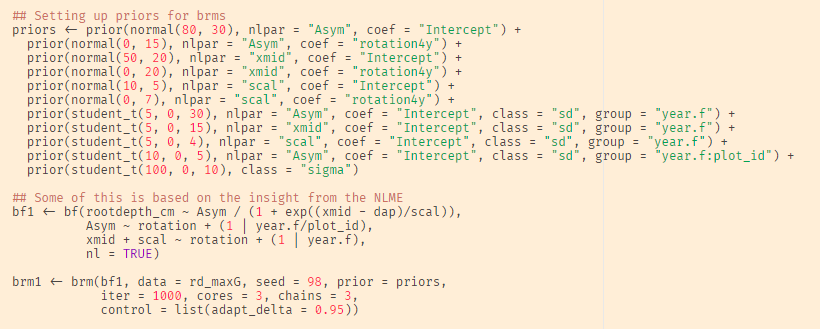 ## Setting up priors for brms
priors <- prior(normal(80, 30), nlpar = "Asym", coef = "Intercept") +
  prior(normal(0, 15), nlpar = "Asym", coef = "rotation4y") +
  prior(normal(50, 20), nlpar = "xmid", coef = "Intercept") +
  prior(normal(0, 20), nlpar = "xmid", coef = "rotation4y") +
  prior(normal(10, 5), nlpar = "scal", coef = "Intercept") +
  prior(normal(0, 7), nlpar = "scal", coef = "rotation4y") +
  prior(student_t(5, 0, 30), nlpar = "Asym", coef = "Intercept", class = "sd", group = "year.f") +
  prior(student_t(5, 0, 15), nlpar = "xmid", coef = "Intercept", class = "sd", group = "year.f") +
  prior(student_t(5, 0, 4), nlpar = "scal", coef = "Intercept", class = "sd", group = "year.f") +
  prior(student_t(10, 0, 5), nlpar = "Asym", coef = "Intercept", class = "sd", group = "year.f:plot_id") +
  prior(student_t(100, 0, 10), class = "sigma")
## Some of this is based on the insight from the NLME
bf1 <- bf(rootdepth_cm ~ Asym / (1 + exp((xmid - dap)/scal)),
          Asym ~ rotation + (1 | year.f/plot_id),
          xmid + scal ~ rotation + (1 | year.f),
          nl = TRUE)
brm1 <- brm(bf1, data = rd_maxG, seed = 98, prior = priors,
            iter = 1000, cores = 3, chains = 3,
            control = list(adapt_delta = 0.95))